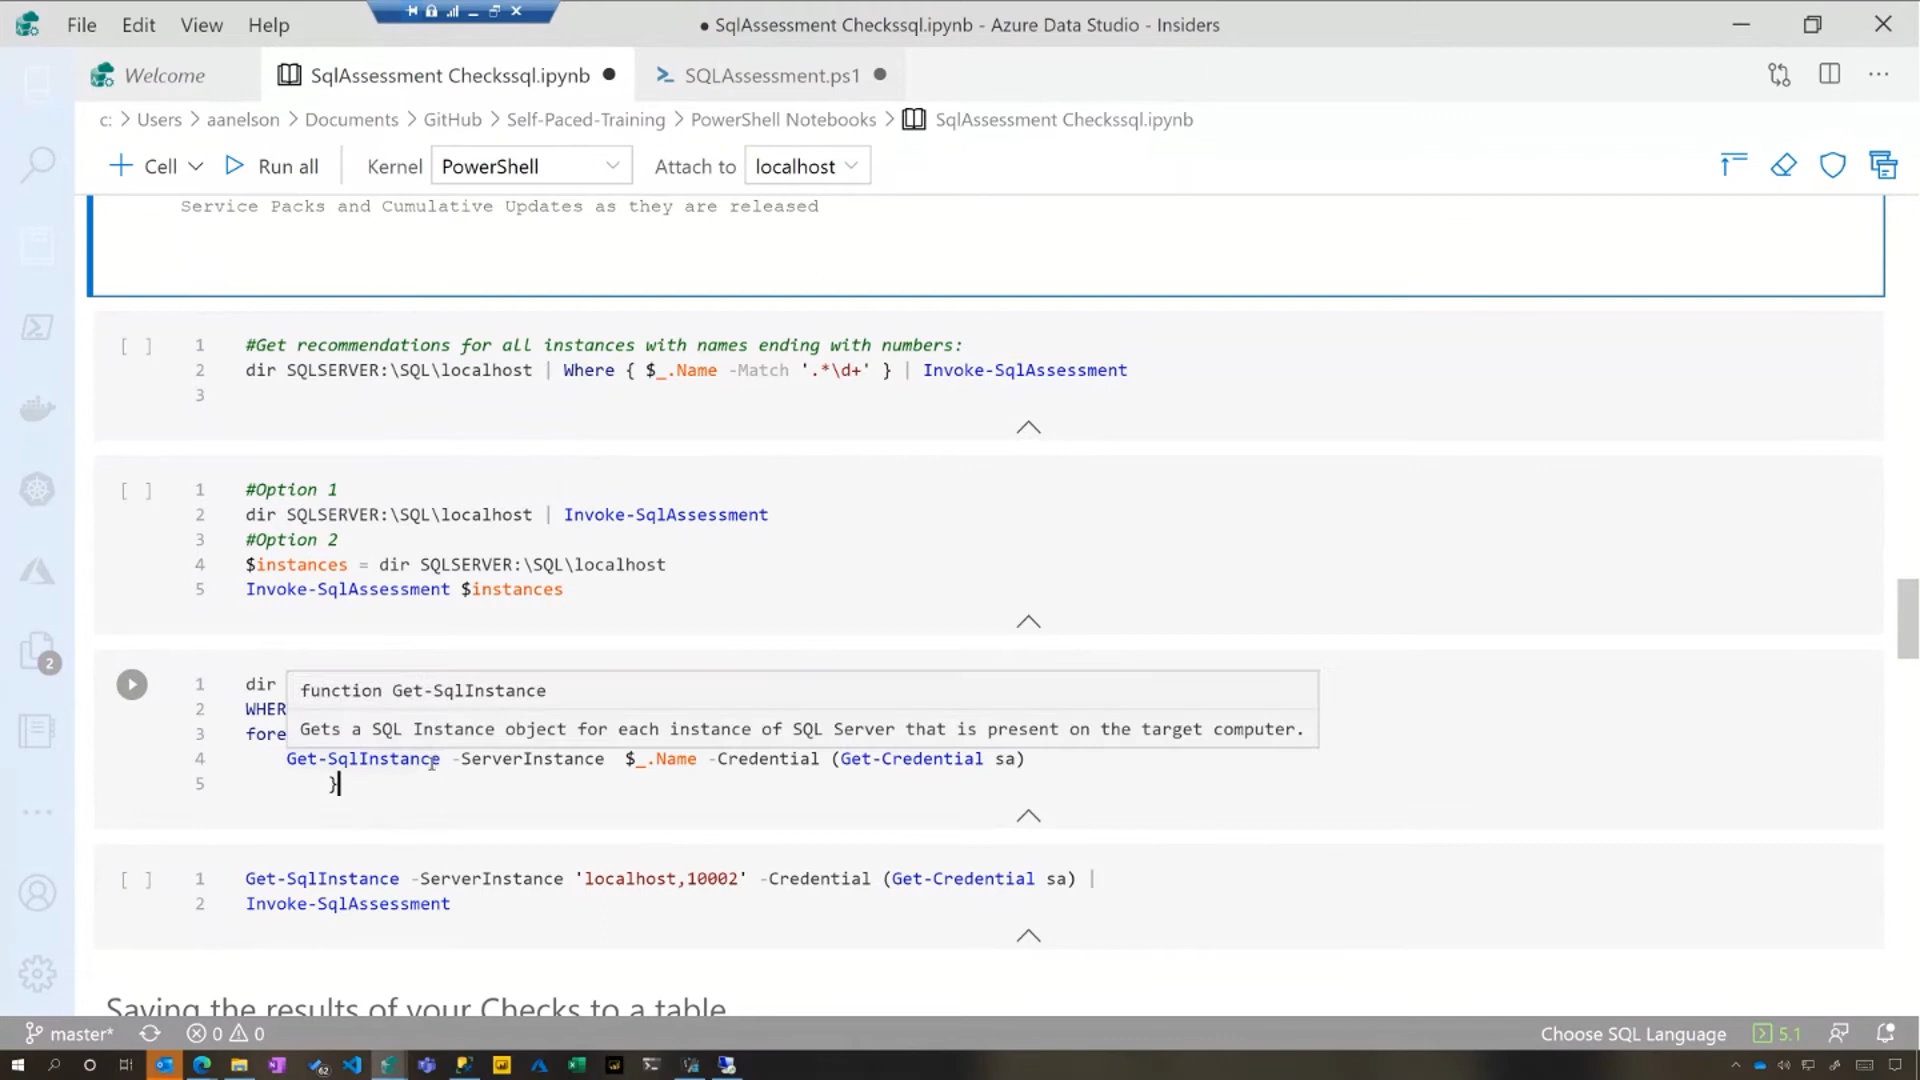 File Edit View Help
● SqlAssessment Checkssql.ipynb - Azure Data Studio - Insiders
Welcome
SqlAssessment Checkssql.ipynb ●
SQLAssessment.ps1 ●
c: > Users > aanelson > Documents > GitHub > Self-Paced-Training > PowerShell Notebooks > SqlAssessment Checkssql.ipynb
+ Cell Run all Kernel PowerShell Attach to localhost
Service Packs and Cumulative Updates as they are released
[ ] 1 #Get recommendations for all instances with names ending with numbers:
2 dir SQLSERVER:\SQL\localhost | Where { $_.Name -Match '.*\d+' } | Invoke-SqlAssessment
3
[ ] 1 #Option 1
2 dir SQLSERVER:\SQL\localhost | Invoke-SqlAssessment
3 #Option 2
4 $instances = dir SQLSERVER:\SQL\localhost
5 Invoke-SqlAssessment $instances
1 dir
function Get-SqlInstance
2 WHER
Gets a SQL Instance object for each instance of SQL Server that is present on the target computer.
3 fore
4 Get-SqlInstance -ServerInstance $_.Name -Credential (Get-Credential sa)
5 }
[ ] 1 Get-SqlInstance -ServerInstance 'localhost,10002' -Credential (Get-Credential sa) |
2 Invoke-SqlAssessment
Saving the results of your Checks to a table
2
master* 0 0 Choose SQL Language 5.1
62